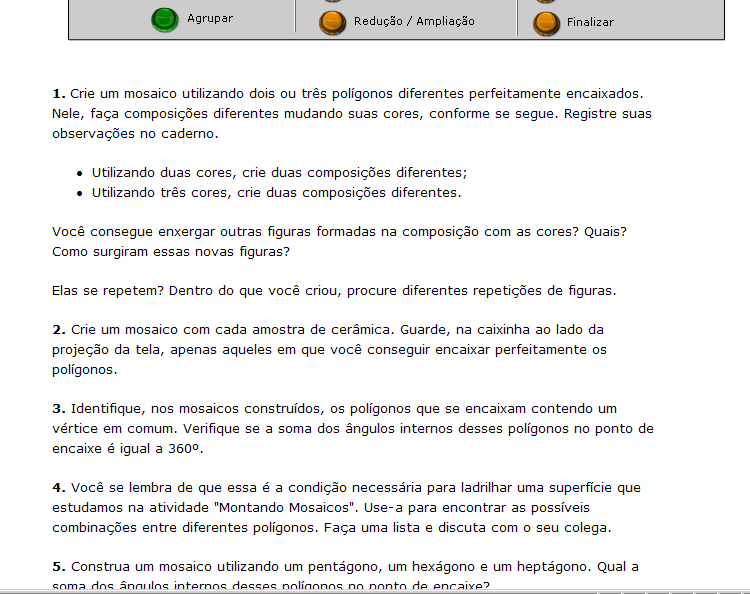 Agrupar
Redução / Ampliação
Finalizar
1. Crie um mosaico utilizando dois ou três polígonos diferentes perfeitamente encaixados.
Nele, faça composições diferentes mudando suas cores, conforme se segue. Registre suas
observações no caderno.
• Utilizando duas cores, crie duas composições diferentes;
• Utilizando três cores, crie duas composições diferentes.
Você consegue enxergar outras figuras formadas na composição com as cores? Quais?
Como surgiram essas novas figuras?
Elas se repetem? Dentro do que você criou, procure diferentes repetições de figuras.
2. Crie um mosaico com cada amostra de cerâmica. Guarde, na caixinha ao lado da
projeção da tela, apenas aqueles em que você conseguir encaixar perfeitamente os
polígonos.
3. Identifique, nos mosaicos construídos, os polígonos que se encaixam contendo um
vértice em comum. Verifique se a soma dos ângulos internos desses polígonos no ponto de
encaixe é igual a 360º.
4. Você se lembra de que essa é a condição necessária para ladrilhar uma superfície que
estudamos na atividade "Montando Mosaicos". Use-a para encontrar as possíveis
combinações entre diferentes polígonos. Faça uma lista e discuta com o seu colega.
5. Construa um mosaico utilizando um pentágono, um hexágono e um heptágono. Qual a
soma dos ângulos internos desses polígonos no ponto de encaixe?